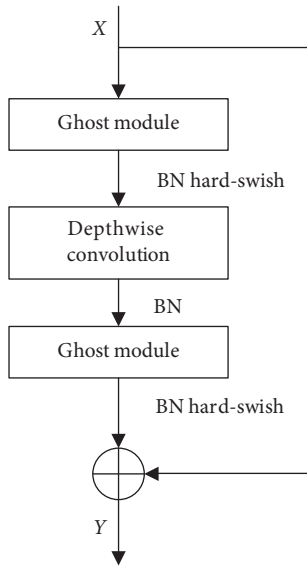 X
Ghost module
BN hard-swish
Depthwise
convolution
BN
Ghost module
BN hard-swish
Y